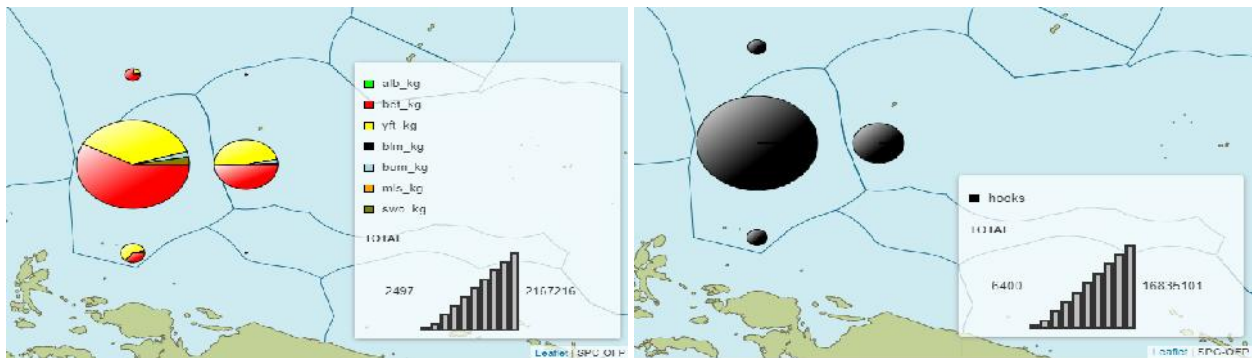 alb_kg
bet_kg
yft_kg
blm_kg
bum_kg
mls_kg
swo_kg
TOTAL
2497
2167216
Leaflet | SPC-OFP
hooks
TOTAL
6400
16835101
Leaflet | SPC-OFP